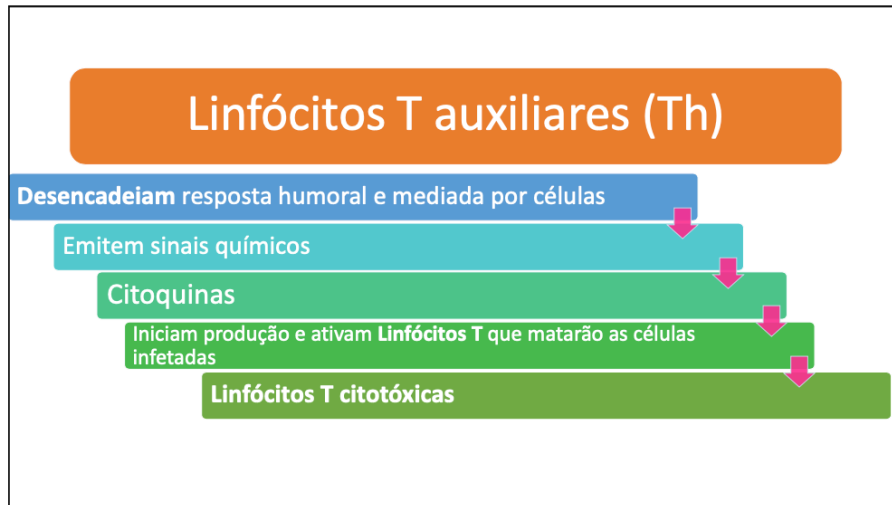 Linfócitos T auxiliares (Th)
Desencadeiam resposta humoral e mediada por células
Emitem sinais químicos
Citoquinas
Iniciam produção e ativam Linfócitos T que matarão as células
infetadas
Linfócitos T citotóxicas